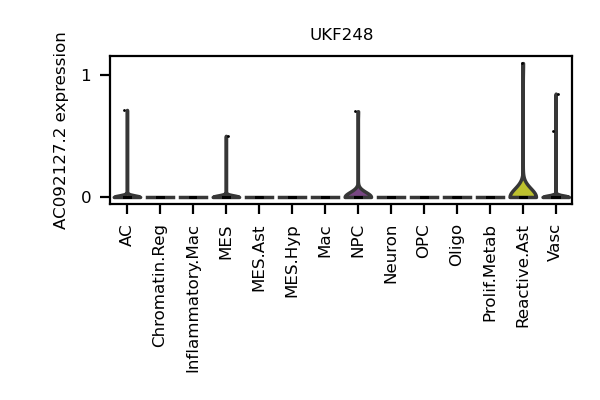 UKF248
AC092127.2 expression
1
0
AC
Chromatin.Reg
Inflammatory.Mac
MES
MES.Ast
MES.Hyp
Mac
NPC
Neuron
OPC
Oligo
Prolif.Metab
Reactive.Ast
Vasc